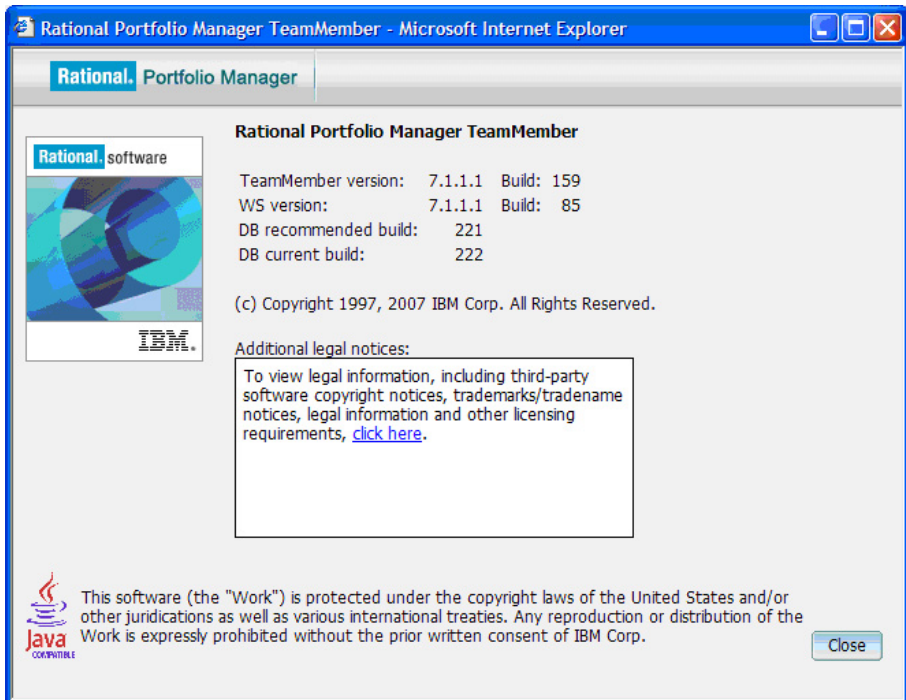 Rational Portfolio Manager TeamMember - Microsoft Internet Explorer
Rational. Portfolio Manager
Rational Portfolio Manager TeamMember
Rational. software
TeamMember version: 7.1.1.1 Build: 159
WS version: 7.1.1.1 Build: 85
DB recommended build: 221
DB current build: 222
(c) Copyright 1997, 2007 IBM Corp. All Rights Reserved.
IBM.
Additional legal notices:
To view legal information, including third-party
software copyright notices, trademarks/tradename
notices, legal information and other licensing
requirements, click here.
This software (the "Work") is protected under the copyright laws of the United States and/or
other juridications as well as various international treaties. Any reproduction or distribution of the
Work is expressly prohibited without the prior written consent of IBM Corp.
Java
COMPATIBLE
Close